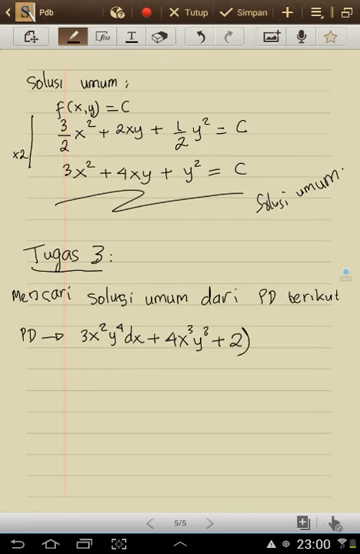 Pdb
Tutup
Simpan
Solusi umum :
f(x,y) = C
x2 | 3/2 x² + 2xy + 1/2 y² = C
3x² + 4xy + y² = C
Solusi umum.
Tugas 3 :
Mencari solusi umum dari PD berikut
PD → 3x²y⁴dx + 4x³y³ + 2)
5/5
23:00